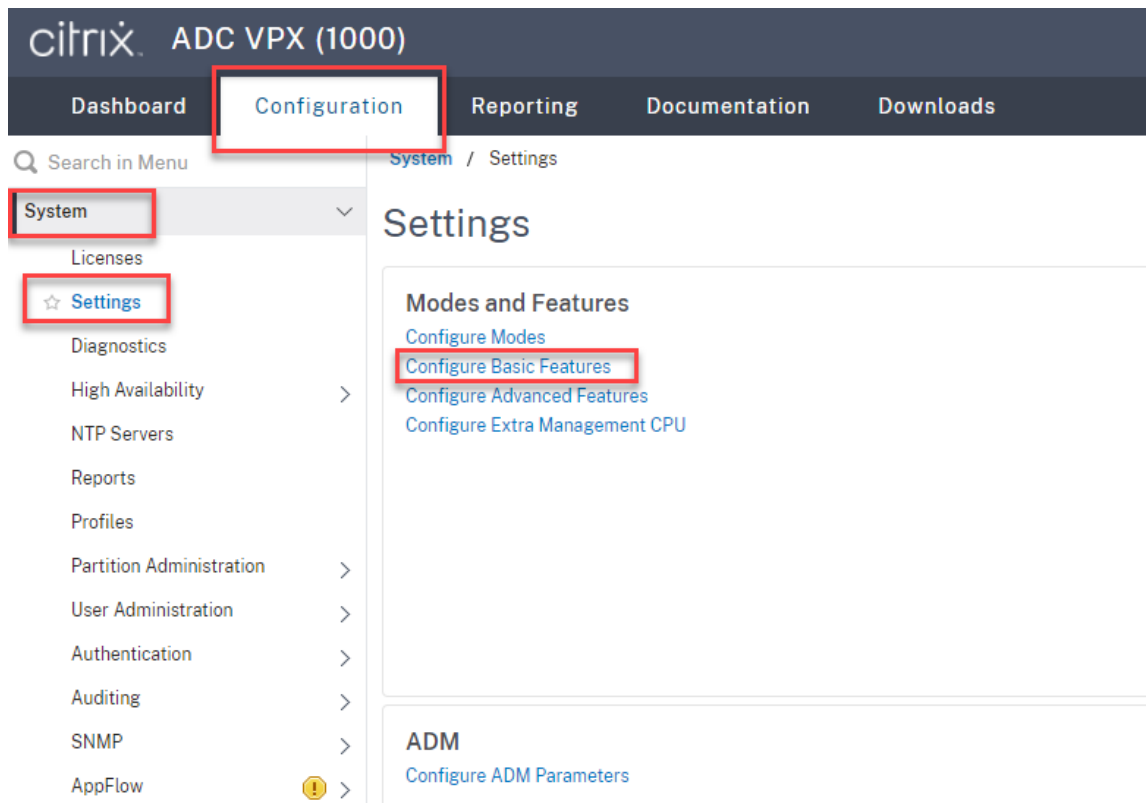 citrix. ADC VPX (1000)
Dashboard Configuration Reporting Documentation Downloads
Search in Menu
System
Licenses
Settings
Diagnostics
High Availability
NTP Servers
Reports
Profiles
Partition Administration
User Administration
Authentication
Auditing
SNMP
AppFlow
System / Settings
Settings
Modes and Features
Configure Modes
Configure Basic Features
Configure Advanced Features
Configure Extra Management CPU
ADM
Configure ADM Parameters